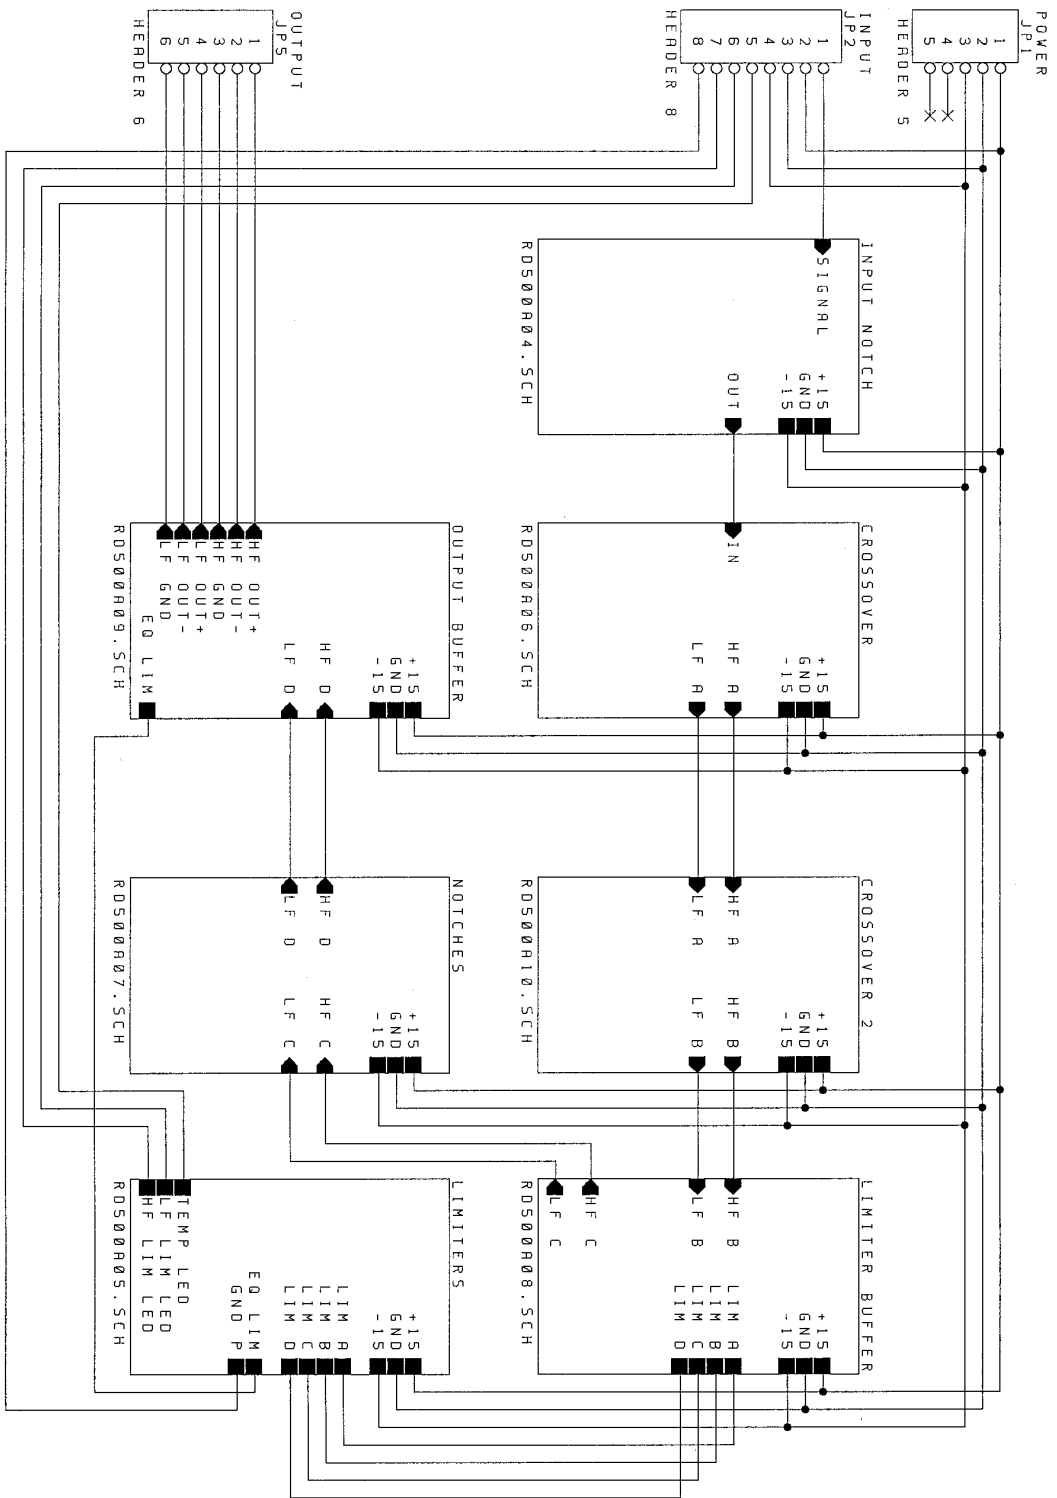 POWER
JP1
1
2
3
4
5
HEADER 5
INPUT
JP2
1
2
3
4
5
6
7
8
HEADER 8
OUTPUT
JP5
1
2
3
4
5
6
HEADER 6
INPUT NOTCH
SIGNAL
+15
GND
-15
OUT
RD500A04.SCH
CROSSOVER
IN
+15
GND
-15
HF A
LF A
RD500A06.SCH
CROSSOVER 2
HF A
LF A
+15
GND
-15
HF B
LF B
RD500A10.SCH
LIMITER BUFFER
HF B
LF B
HF C
LF C
+15
GND
-15
LIM A
LIM B
LIM C
LIM D
RD500A08.SCH
OUTPUT BUFFER
HF OUT+
HF OUT-
HF GND
LF OUT+
LF OUT-
LF GND
+15
GND
-15
HF D
LF D
EQ LIM
RD500A09.SCH
NOTCHES
HF D
LF D
+15
GND
-15
HF C
LF C
RD500A07.SCH
LIMITERS
TEMP LED
LF LIM LED
HF LIM LED
+15
GND
-15
LIM A
LIM B
LIM C
LIM D
EQ LIM
GND P
RD500A05.SCH